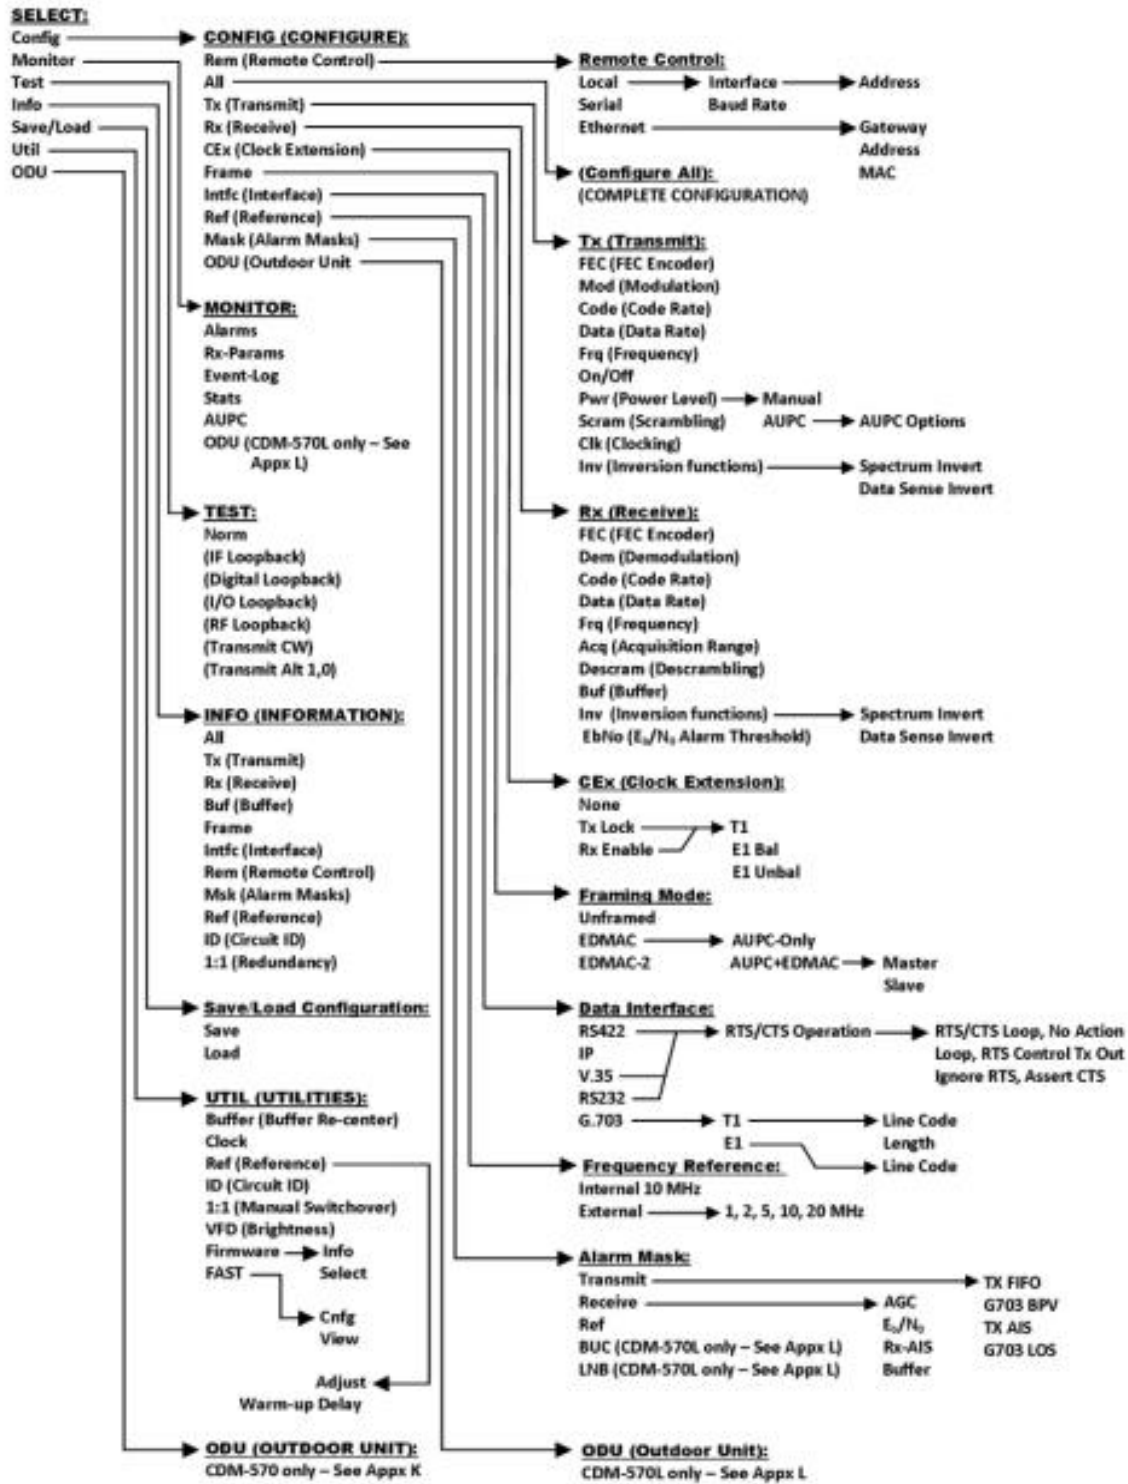 SELECT:
Config
Monitor
Test
Info
Save/Load
Util
ODU
CONFIG (CONFIGURE):
Rem (Remote Control)
All
Tx (Transmit)
Rx (Receive)
CEx (Clock Extension)
Frame
Intfc (Interface)
Ref (Reference)
Mask (Alarm Masks)
ODU (Outdoor Unit
MONITOR:
Alarms
Rx-Params
Event-Log
Stats
AUPC
ODU (CDM-570L only – See
Appx L)
TEST:
Norm
(IF Loopback)
(Digital Loopback)
(I/O Loopback)
(RF Loopback)
(Transmit CW)
(Transmit Alt 1,0)
INFO (INFORMATION):
All
Tx (Transmit)
Rx (Receive)
Buf (Buffer)
Frame
Intfc (Interface)
Rem (Remote Control)
Msk (Alarm Masks)
Ref (Reference)
ID (Circuit ID)
1:1 (Redundancy)
Save/Load Configuration:
Save
Load
UTIL (UTILITIES):
Buffer (Buffer Re-center)
Clock
Ref (Reference)
ID (Circuit ID)
1:1 (Manual Switchover)
VFD (Brightness)
Firmware Info
FAST Select
Cnfg
View
Adjust
Warm-up Delay
ODU (OUTDOOR UNIT):
CDM-570 only – See Appx K
Remote Control:
Local Interface Address
Serial Baud Rate
Ethernet Gateway
Address
MAC
(Configure All):
(COMPLETE CONFIGURATION)
Tx (Transmit):
FEC (FEC Encoder)
Mod (Modulation)
Code (Code Rate)
Data (Data Rate)
Frq (Frequency)
On/Off
Pwr (Power Level) Manual
Scram (Scrambling) AUPC AUPC Options
Clk (Clocking)
Inv (Inversion functions) Spectrum Invert
Data Sense Invert
Rx (Receive):
FEC (FEC Encoder)
Dem (Demodulation)
Code (Code Rate)
Data (Data Rate)
Frq (Frequency)
Acq (Acquisition Range)
Descram (Descrambling)
Buf (Buffer)
Inv (Inversion functions) Spectrum Invert
EbNo (Eb/N0 Alarm Threshold) Data Sense Invert
CEx (Clock Extension):
None
Tx Lock T1
Rx Enable E1 Bal
E1 Unbal
Framing Mode:
Unframed
EDMAC AUPC-Only
EDMAC-2 AUPC+EDMAC Master
Slave
Data Interface:
RS422 RTS/CTS Operation RTS/CTS Loop, No Action
IP Loop, RTS Control Tx Out
V.35 Ignore RTS, Assert CTS
RS232
G.703 T1 Line Code
E1 Length
Line Code
Frequency Reference:
Internal 10 MHz
External 1, 2, 5, 10, 20 MHz
Alarm Mask:
Transmit TX FIFO
Receive AGC G703 BPV
Ref Eb/N0 TX AIS
BUC (CDM-570L only – See Appx L) Rx-AIS G703 LOS
LNB (CDM-570L only – See Appx L) Buffer
ODU (Outdoor Unit):
CDM-570L only – See Appx L